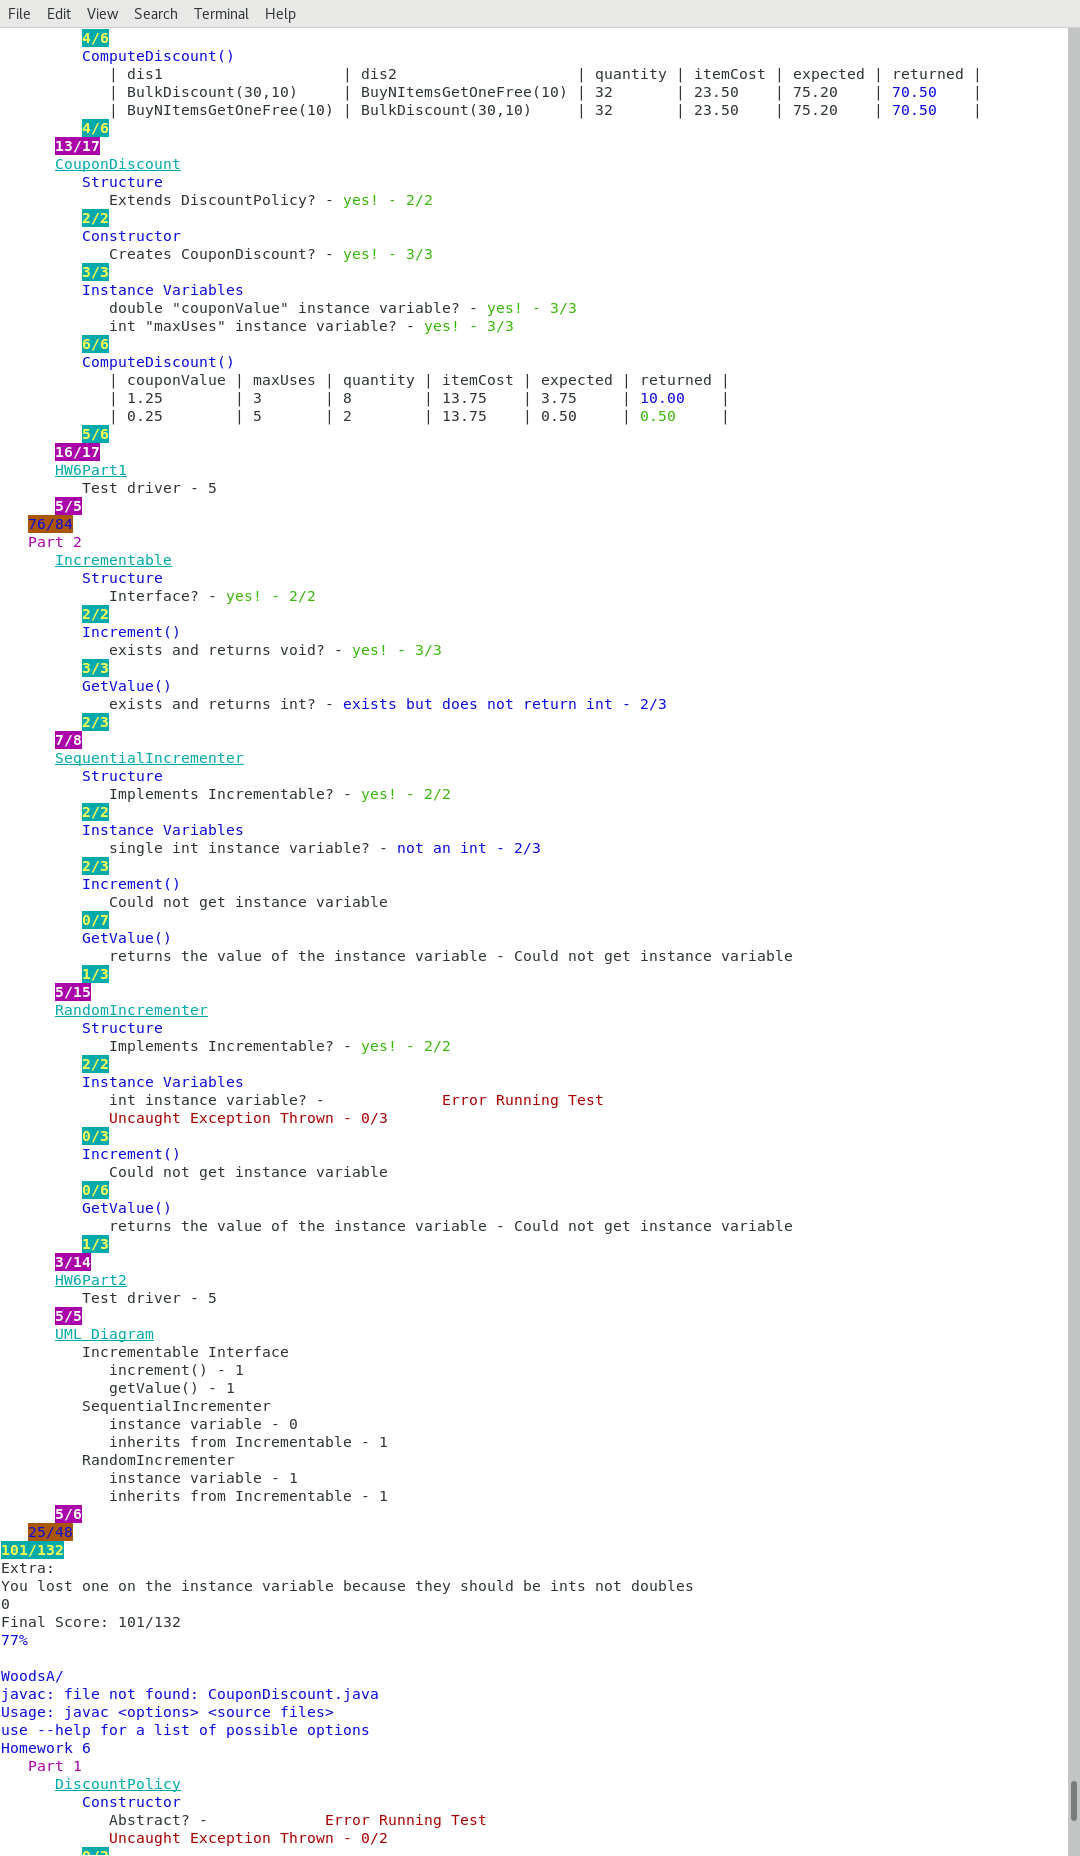 File Edit View Search Terminal Help
4/6
ComputeDiscount()
| dis1 | dis2 | quantity | itemCost | expected | returned |
| BulkDiscount(30,10) | BuyNItemsGetOneFree(10) | 32 | 23.50 | 75.20 | 70.50 |
| BuyNItemsGetOneFree(10) | BulkDiscount(30,10) | 32 | 23.50 | 75.20 | 70.50 |
4/6
13/17
CouponDiscount
Structure
Extends DiscountPolicy? - yes! - 2/2
2/2
Constructor
Creates CouponDiscount? - yes! - 3/3
3/3
Instance Variables
double "couponValue" instance variable? - yes! - 3/3
int "maxUses" instance variable? - yes! - 3/3
6/6
ComputeDiscount()
| couponValue | maxUses | quantity | itemCost | expected | returned |
| 1.25 | 3 | 8 | 13.75 | 3.75 | 10.00 |
| 0.25 | 5 | 2 | 13.75 | 0.50 | 0.50 |
5/6
16/17
HW6Part1
Test driver - 5
5/5
76/84
Part 2
Incrementable
Structure
Interface? - yes! - 2/2
2/2
Increment()
exists and returns void? - yes! - 3/3
3/3
GetValue()
exists and returns int? - exists but does not return int - 2/3
2/3
7/8
SequentialIncrementer
Structure
Implements Incrementable? - yes! - 2/2
2/2
Instance Variables
single int instance variable? - not an int - 2/3
2/3
Increment()
Could not get instance variable
0/7
GetValue()
returns the value of the instance variable - Could not get instance variable
1/3
5/15
RandomIncrementer
Structure
Implements Incrementable? - yes! - 2/2
2/2
Instance Variables
int instance variable? - Error Running Test
Uncaught Exception Thrown - 0/3
0/3
Increment()
Could not get instance variable
0/6
GetValue()
returns the value of the instance variable - Could not get instance variable
1/3
3/14
HW6Part2
Test driver - 5
5/5
UML Diagram
Incrementable Interface
increment() - 1
getValue() - 1
SequentialIncrementer
instance variable - 0
inherits from Incrementable - 1
RandomIncrementer
instance variable - 1
inherits from Incrementable - 1
5/6
25/48
101/132
Extra:
You lost one on the instance variable because they should be ints not doubles
0
Final Score: 101/132
77%
WoodsA/
javac: file not found: CouponDiscount.java
Usage: javac <options> <source files>
use --help for a list of possible options
Homework 6
Part 1
DiscountPolicy
Constructor
Abstract? - Error Running Test
Uncaught Exception Thrown - 0/2